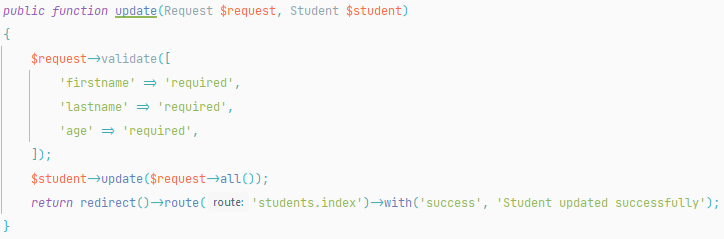 public function update(Request $request, Student $student)
{
$request->validate([
'firstname' => 'required',
'lastname' => 'required',
'age' => 'required',
]);
$student->update($request->all());
return redirect()->route( route: 'students.index')->with('success', 'Student updated successfully');
}